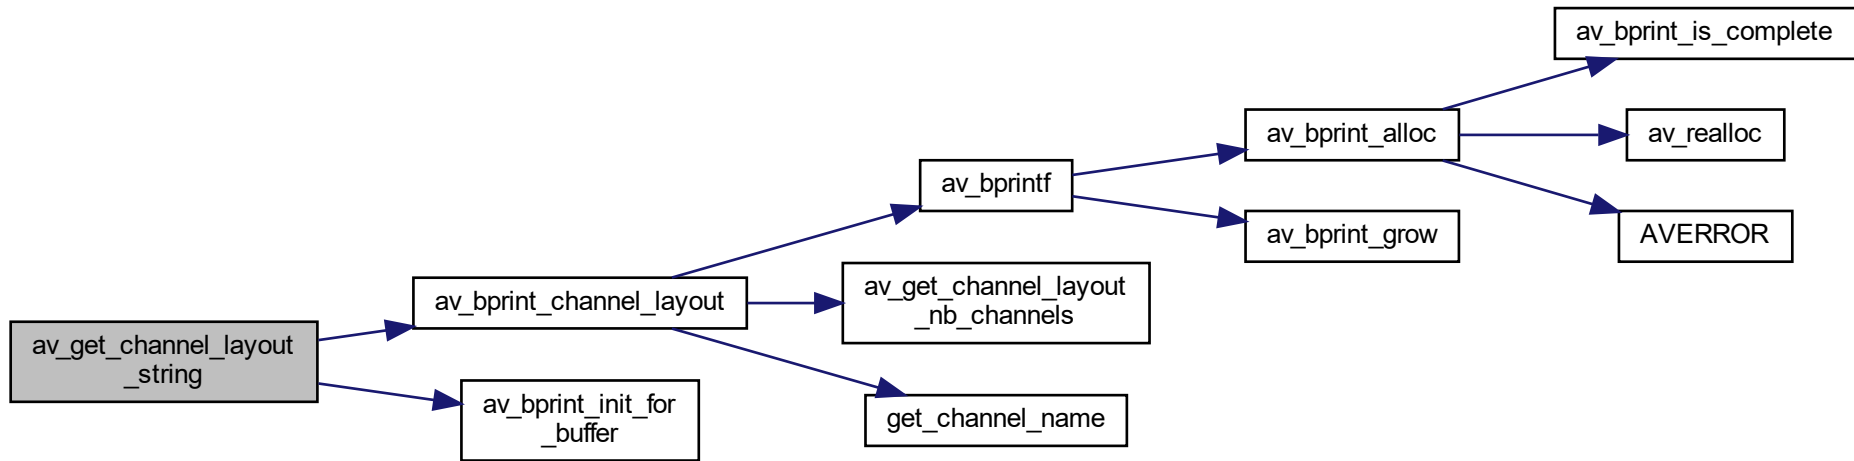 av_get_channel_layout
_string
av_bprint_channel_layout
av_bprint_init_for
_buffer
av_bprintf
av_get_channel_layout
_nb_channels
get_channel_name
av_bprint_alloc
av_bprint_grow
av_bprint_is_complete
av_realloc
AVERROR